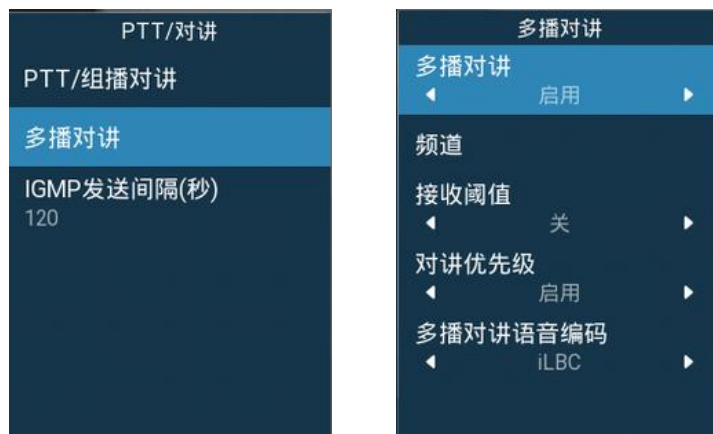 PTT/对讲
PTT/组播对讲
多播对讲
IGMP发送间隔(秒)
120
多播对讲
多播对讲
启用
频道
接收阈值
关
对讲优先级
启用
多播对讲语音编码
iLBC